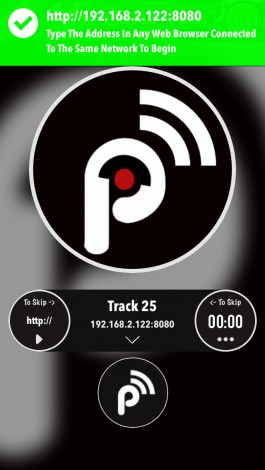 http://192.168.2.122:8080
Type The Address In Any Web Browser Connected
To The Same Network To Begin
To Skip ->
http://
Track 25
192.168.2.122:8080
<- To Skip
00:00